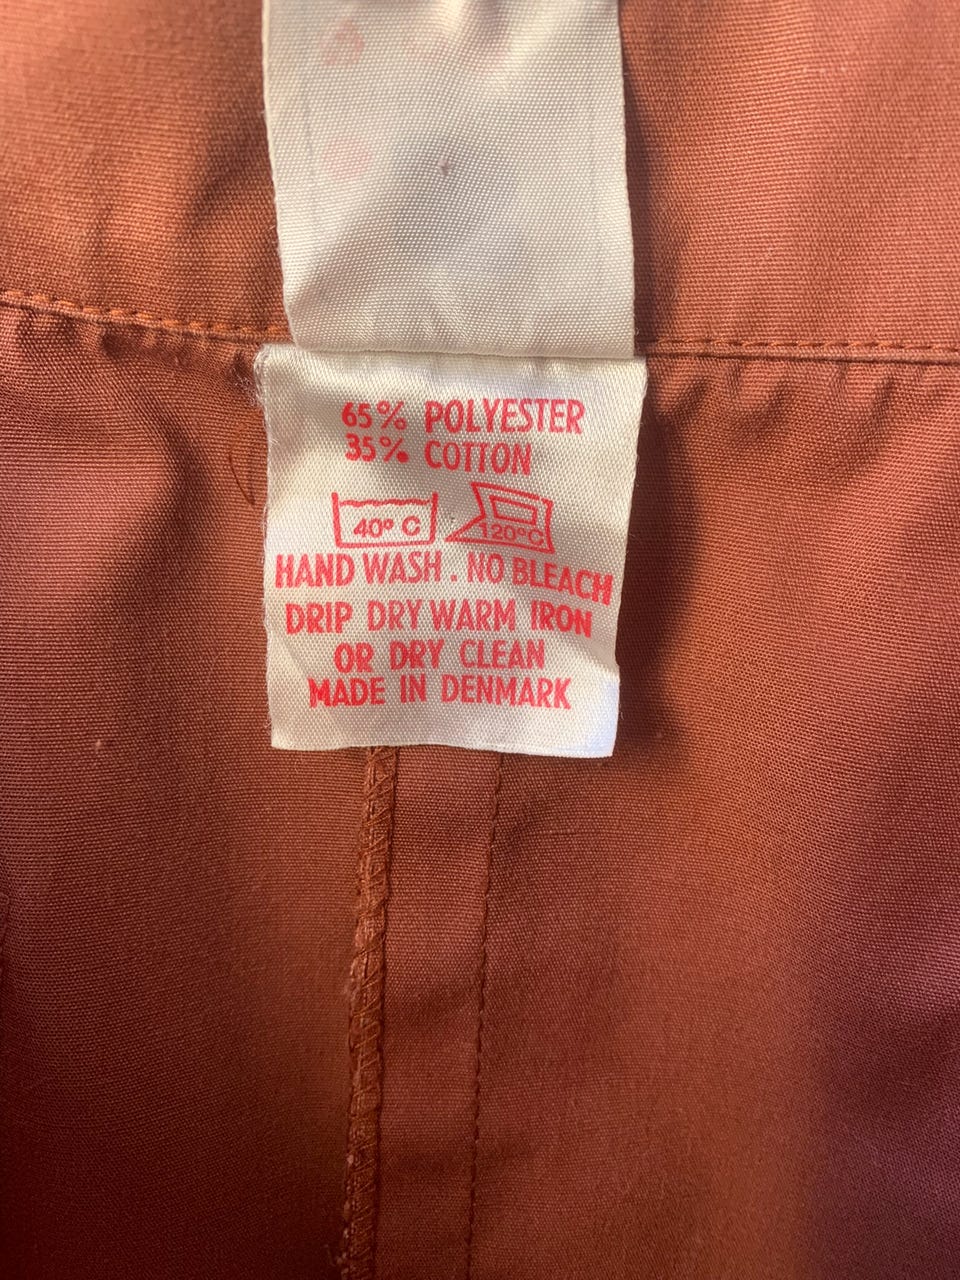 65% POLYESTER
35% COTTON
40° C 120°C
HAND WASH. NO BLEACH
DRIP DRY WARM IRON
OR DRY CLEAN
MADE IN DENMARK